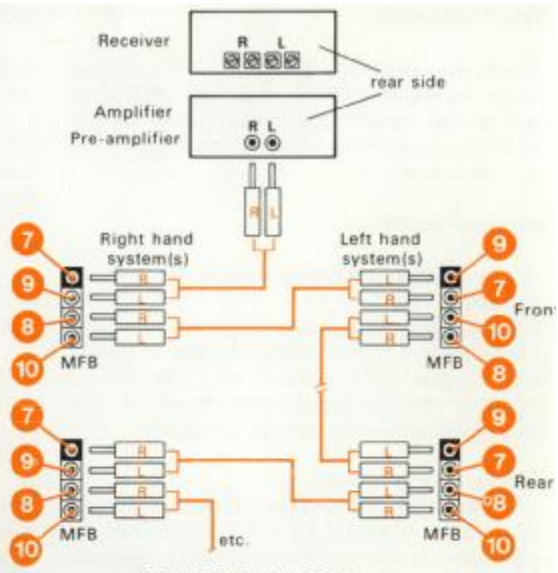 Receiver
R L
rear side
Amplifier
Pre-amplifier
R L
R L
Right hand
system(s)
Left hand
system(s)
7 R L 9
9 L R 7
8 R L 10
10 L R 8
Front
MFB MFB
7 R L 9
9 L R 7
8 R L 8
10 L R 10
Rear
MFB MFB
etc.